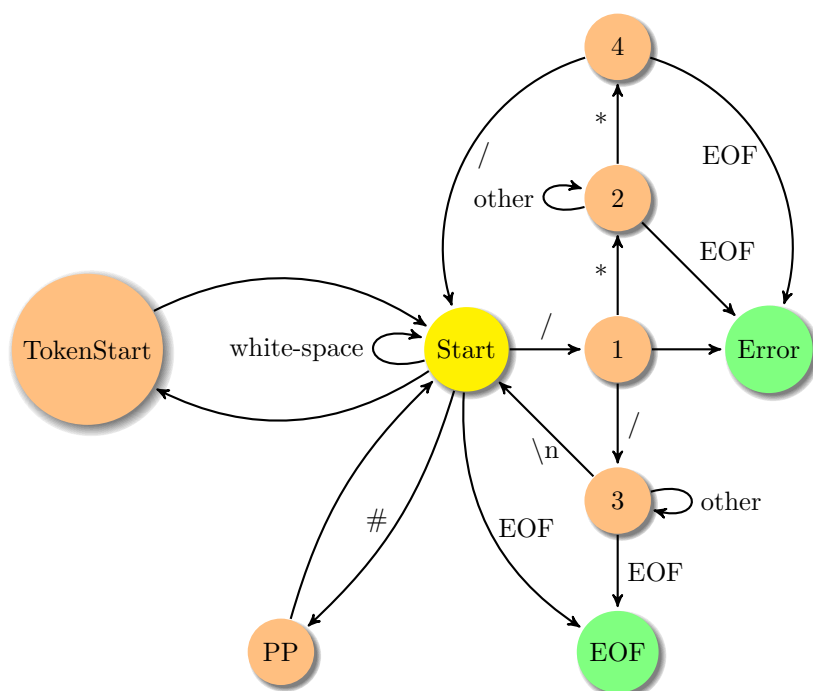 4
/
*
EOF
other
2
EOF
*
TokenStart
white-space
Start
/
1
Error
/
\n
3
other
#
EOF
EOF
PP
EOF